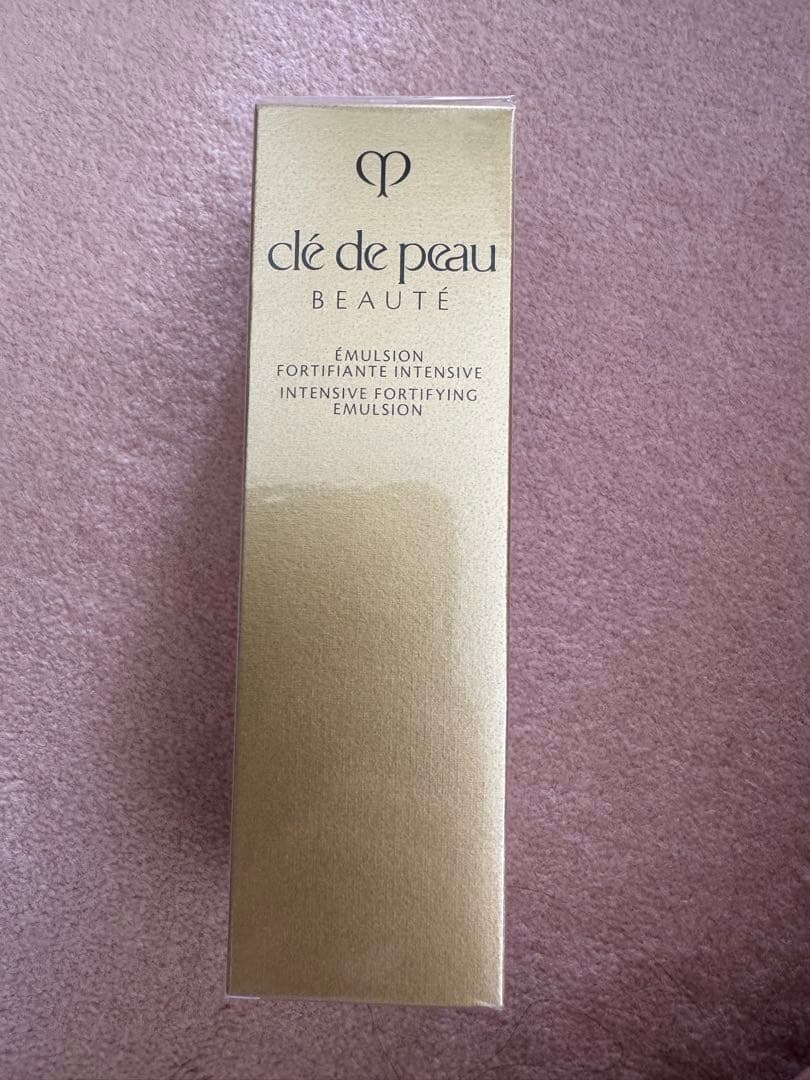 clé de peau
BEAUTÉ
ÉMULSION
FORTIFIANTE INTENSIVE
INTENSIVE FORTIFYING
EMULSION